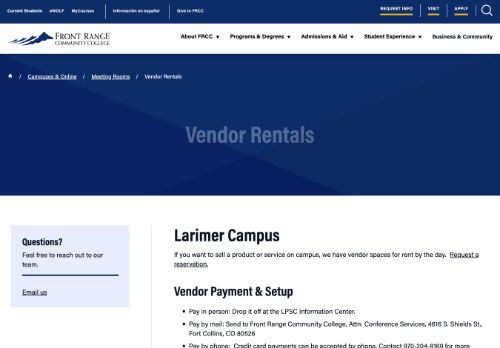 Current Students eWOLF MyCourses Información en español Give to FRCC REQUEST INFO VISIT APPLY
FRONT RANGE
COMMUNITY COLLEGE
About FRCC Programs & Degrees Admissions & Aid Student Experience Business & Community
/ Campuses & Online / Meeting Rooms / Vendor Rentals
Vendor Rentals
Questions?
Feel free to reach out to our
team.
Email us
Larimer Campus
If you want to sell a product or service on campus, we have vendor spaces for rent by the day. Request a
reservation.
Vendor Payment & Setup
• Pay in person: Drop it off at the LPSC Information Center.
• Pay by mail: Send to Front Range Community College, Attn: Conference Services, 4616 S. Shields St.,
Fort Collins, CO 80526
• Pay by phone: Credit card payments can be accepted by phone. Contact 970-204-8169 for more